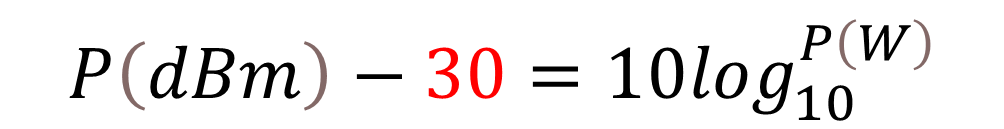 P(dBm) − 30 = 10log₁₀^P(W)